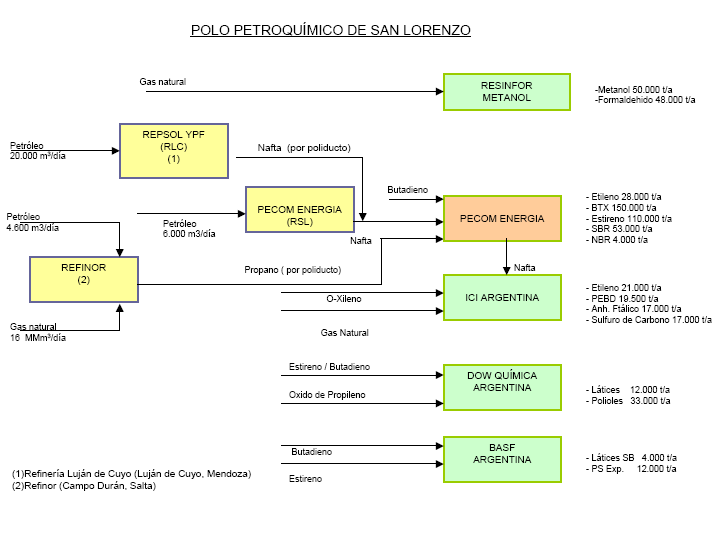 POLO PETROQUÍMICO DE SAN LORENZO
Gas natural
RESINFOR
METANOL
-Metanol 50.000 t/a
-Formaldehido 48.000 t/a
REPSOL YPF
(RLC)
(1)
Petróleo
20.000 m³/día
Nafta (por poliducto)
Butadieno
PECOM ENERGIA
(RSL)
Petróleo
6.000 m3/día
Nafta
PECOM ENERGIA
- Etileno 28.000 t/a
- BTX 150.000 t/a
- Estireno 110.000 t/a
- SBR 53.000 t/a
- NBR 4.000 t/a
Petróleo
4.600 m3/día
REFINOR
(2)
Propano ( por poliducto)
Nafta
O-Xileno
ICI ARGENTINA
- Etileno 21.000 t/a
- PEBD 19.500 t/a
- Anh. Ftálico 17.000 t/a
- Sulfuro de Carbono 17.000 t/a
Gas natural
16 MMm³/día
Gas Natural
Estireno / Butadieno
DOW QUÍMICA
ARGENTINA
Oxido de Propileno
- Látices 12.000 t/a
- Polioles 33.000 t/a
Butadieno
BASF
ARGENTINA
Estireno
- Látices SB 4.000 t/a
- PS Exp. 12.000 t/a
(1)Refinería Luján de Cuyo (Luján de Cuyo, Mendoza)
(2)Refinor (Campo Durán, Salta)